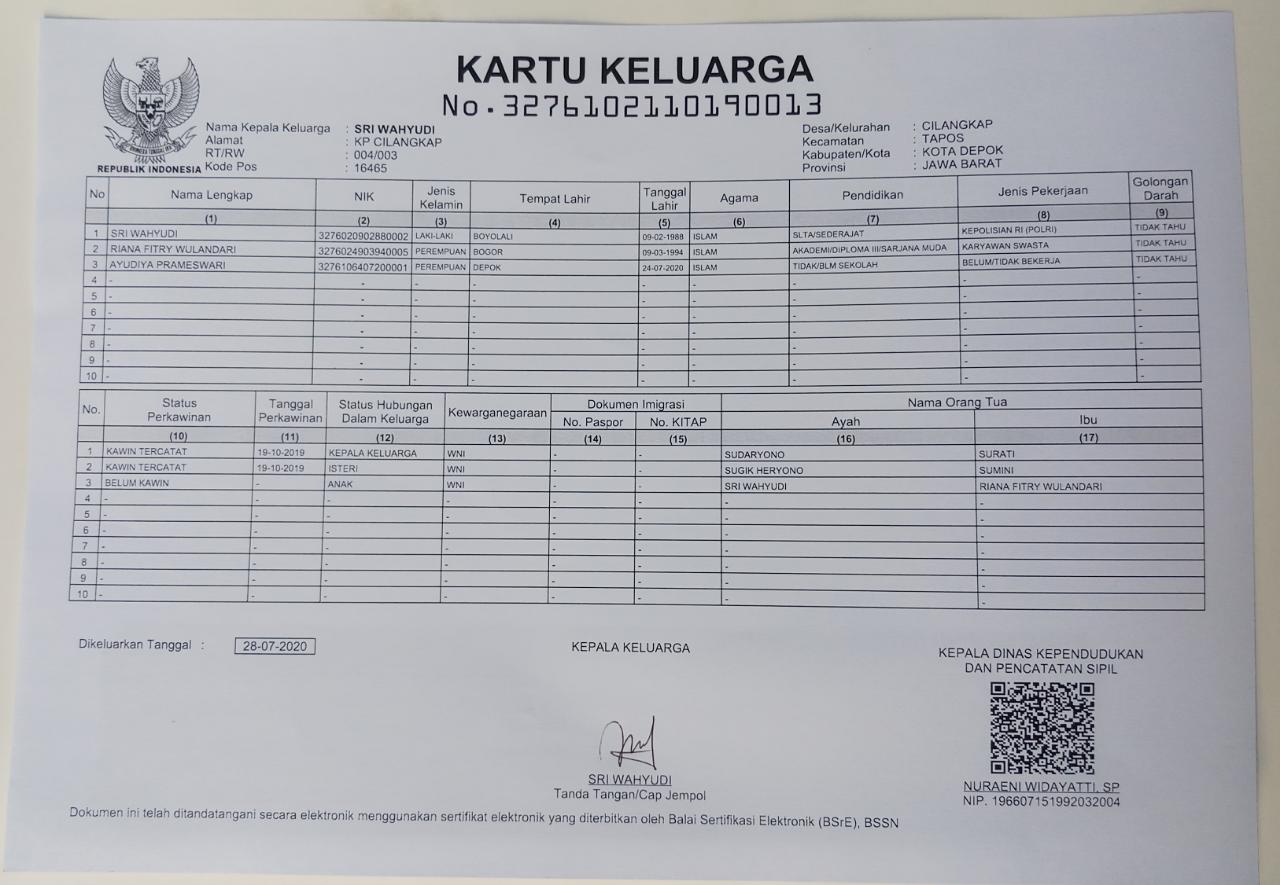 KARTU KELUARGA
No.3276102110190013
REPUBLIK INDONESIA
Nama Kepala Keluarga : SRI WAHYUDI
Alamat : KP CILANGKAP
RT/RW : 004/003
Kode Pos : 16465
Desa/Kelurahan : CILANGKAP
Kecamatan : TAPOS
Kabupaten/Kota : KOTA DEPOK
Provinsi : JAWA BARAT
No Nama Lengkap NIK Jenis Kelamin Tempat Lahir Tanggal Lahir Agama Pendidikan Jenis Pekerjaan Golongan Darah
(1) (2) (3) (4) (5) (6) (7) (8) (9)
1 SRI WAHYUDI 3276020902880002 LAKI-LAKI BOYOLALI 09-02-1988 ISLAM SLTA/SEDERAJAT KEPOLISIAN RI (POLRI) TIDAK TAHU
2 RIANA FITRY WULANDARI 3276024903940005 PEREMPUAN BOGOR 09-03-1994 ISLAM AKADEMI/DIPLOMA III/SARJANA MUDA KARYAWAN SWASTA TIDAK TAHU
3 AYUDIYA PRAMESWARI 3276106407200001 PEREMPUAN DEPOK 24-07-2020 ISLAM TIDAK/BLM SEKOLAH BELUM/TIDAK BEKERJA TIDAK TAHU
4 - - - - - - - - -
5 - - - - - - - - -
6 - - - - - - - - -
7 - - - - - - - - -
8 - - - - - - - - -
9 - - - - - - - - -
10 - - - - - - - - -
No. Status Perkawinan Tanggal Perkawinan Status Hubungan Dalam Keluarga Kewarganegaraan Dokumen Imigrasi Nama Orang Tua
No. Paspor No. KITAP Ayah Ibu
(10) (11) (12) (13) (14) (15) (16) (17)
1 KAWIN TERCATAT 19-10-2019 KEPALA KELUARGA WNI - - SUDARYONO SURATI
2 KAWIN TERCATAT 19-10-2019 ISTERI WNI - - SUGIK HERYONO SUMINI
3 BELUM KAWIN - ANAK WNI - - SRI WAHYUDI RIANA FITRY WULANDARI
4 - - - - - - - -
5 - - - - - - - -
6 - - - - - - - -
7 - - - - - - - -
8 - - - - - - - -
9 - - - - - - - -
10 - - - - - - - -
Dikeluarkan Tanggal : 28-07-2020
KEPALA KELUARGA
SRI WAHYUDI
Tanda Tangan/Cap Jempol
KEPALA DINAS KEPENDUDUKAN
DAN PENCATATAN SIPIL
NURAENI WIDAYATTI, SP
NIP. 196607151992032004
Dokumen ini telah ditandatangani secara elektronik menggunakan sertifikat elektronik yang diterbitkan oleh Balai Sertifikasi Elektronik (BSrE), BSSN